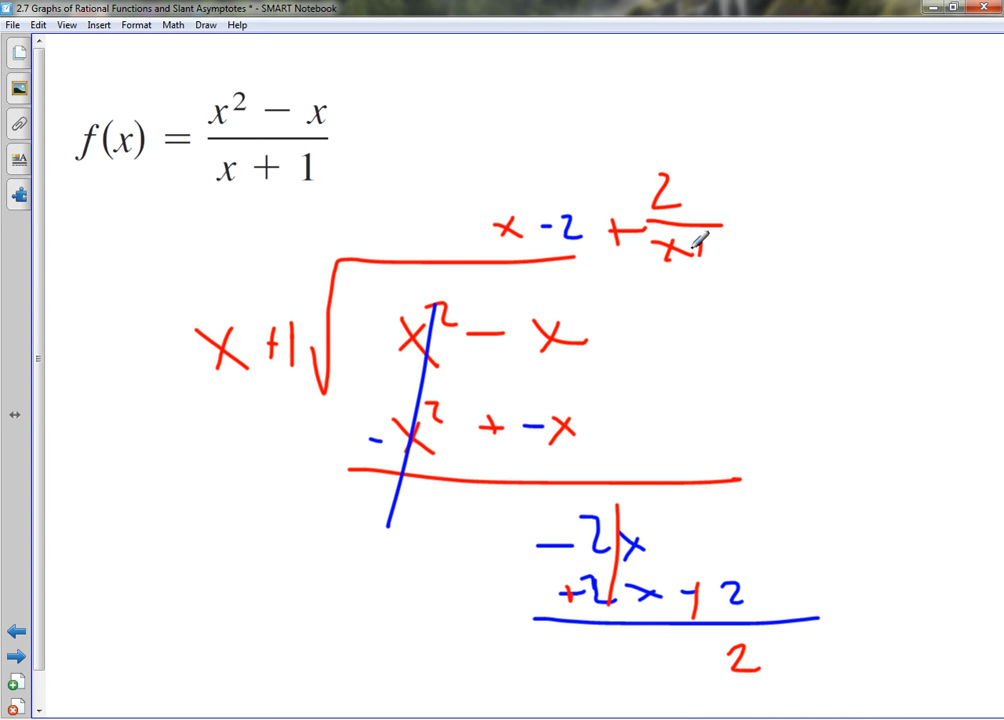 2.7 Graphs of Rational Functions and Slant Asymptotes * - SMART Notebook
File Edit View Insert Format Math Draw Help
f(x) = x² − x / x + 1
x -2 + 2 / x+1
x +1 √ x² − x
- x² + - x
− 2x
+2x + 2
2